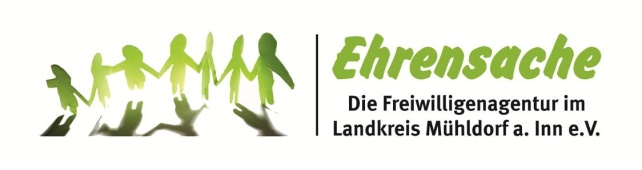 Ehrensache
Die Freiwilligenagentur im
Landkreis Mühldorf a. Inn e.V.